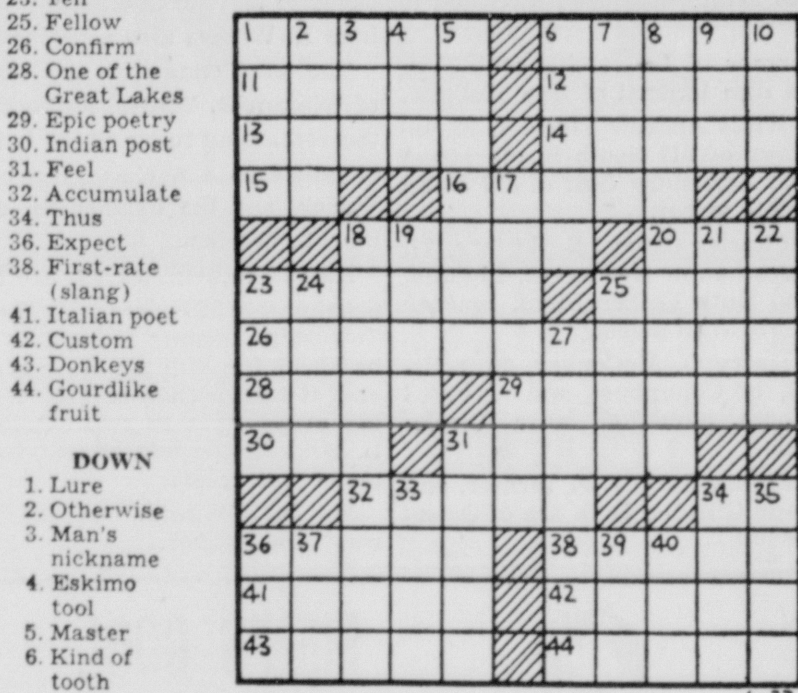 25. Fellow
26. Confirm
28. One of the
Great Lakes
29. Epic poetry
30. Indian post
31. Feel
32. Accumulate
34. Thus
36. Expect
38. First-rate
(slang)
41. Italian poet
42. Custom
43. Donkeys
44. Gourdlike
fruit
DOWN
1. Lure
2. Otherwise
3. Man's
nickname
4. Eskimo
tool
5. Master
6. Kind of
tooth
1 2 3 4 5 6 7 8 9 10
11 12
13 14
15 16 17
18 19 20 21 22
23 24 25
26 27
28 29
30 31
32 33 34 35
36 37 38 39 40
41 42
43 44